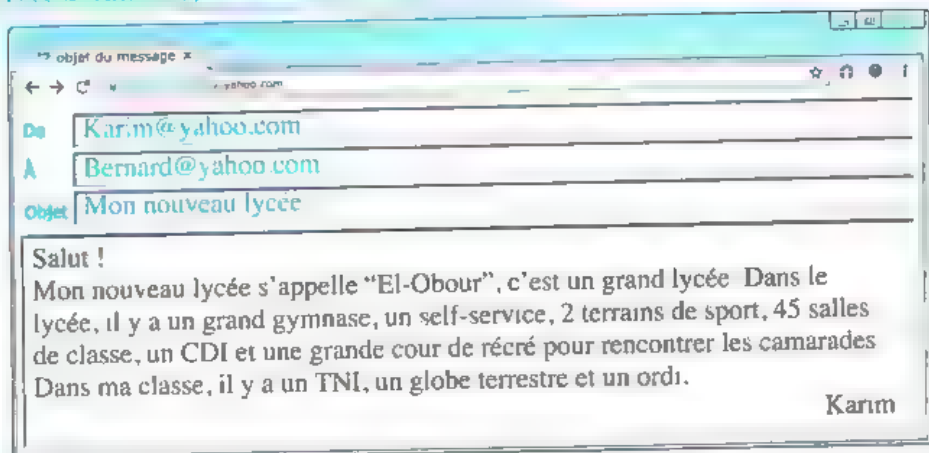 objet du message x
yahoo.com
De Karim@yahoo.com
À Bernard@yahoo.com
Objet Mon nouveau lycée
Salut !
Mon nouveau lycée s'appelle “El-Obour”, c'est un grand lycée Dans le
lycée, il y a un grand gymnase, un self-service, 2 terrains de sport, 45 salles
de classe, un CDI et une grande cour de récré pour rencontrer les camarades
Dans ma classe, il y a un TNI, un globe terrestre et un ordi.
Karim